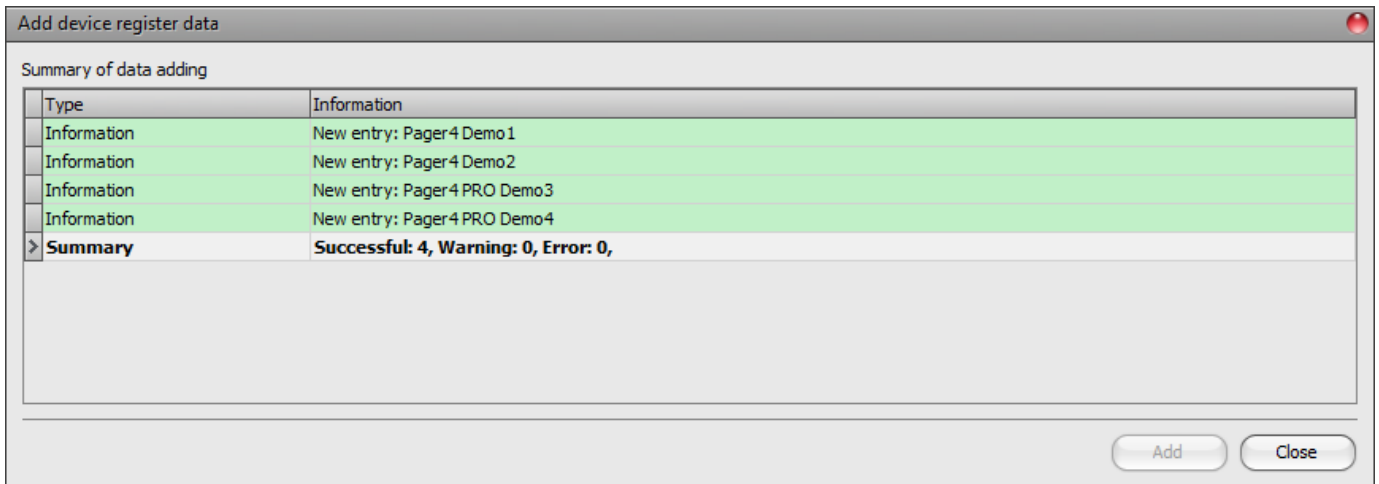 Add device register data
Summary of data adding
Type Information
Information New entry: Pager4 Demo1
Information New entry: Pager4 Demo2
Information New entry: Pager4 PRO Demo3
Information New entry: Pager4 PRO Demo4
Summary Successful: 4, Warning: 0, Error: 0,
Add Close